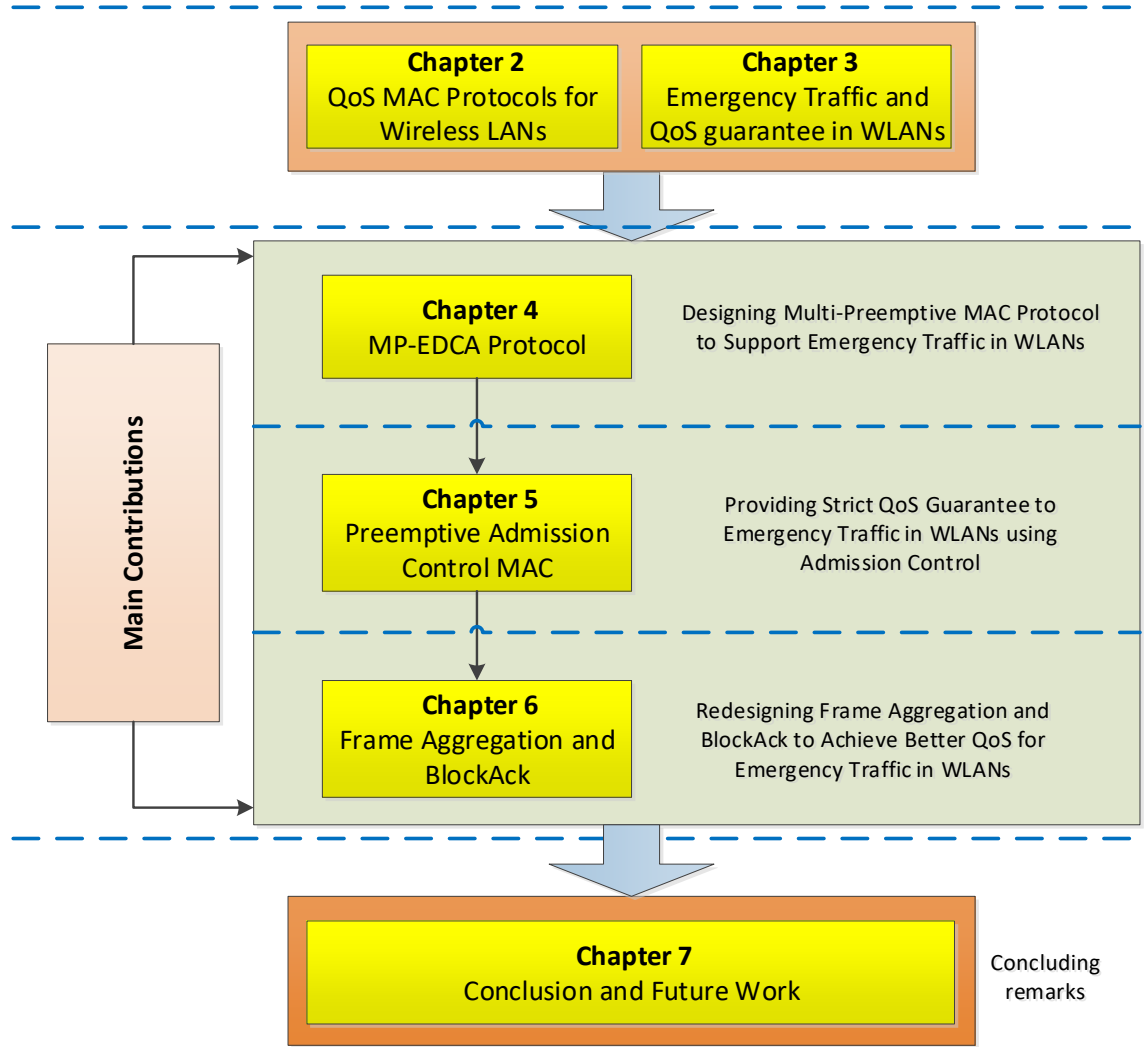 Chapter 2
QoS MAC Protocols for
Wireless LANs
Chapter 3
Emergency Traffic and
QoS guarantee in WLANs
Main Contributions
Chapter 4
MP-EDCA Protocol
Designing Multi-Preemptive MAC Protocol
to Support Emergency Traffic in WLANs
Chapter 5
Preemptive Admission
Control MAC
Providing Strict QoS Guarantee to
Emergency Traffic in WLANs using
Admission Control
Chapter 6
Frame Aggregation and
BlockAck
Redesigning Frame Aggregation and
BlockAck to Achieve Better QoS for
Emergency Traffic in WLANs
Chapter 7
Conclusion and Future Work
Concluding
remarks